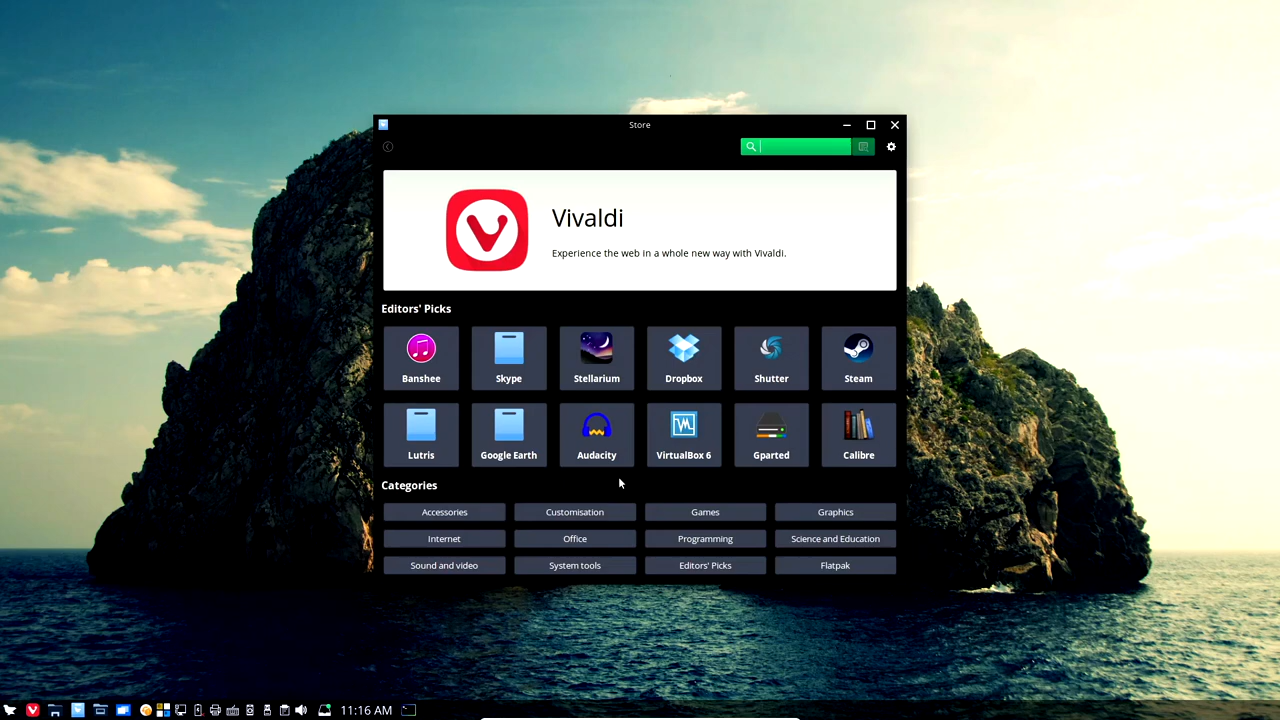 Store
Vivaldi
Experience the web in a whole new way with Vivaldi.
Editors' Picks
Banshee Skype Stellarium Dropbox Shutter Steam
Lutris Google Earth Audacity VirtualBox 6 Gparted Calibre
Categories
Accessories Customisation Games Graphics
Internet Office Programming Science and Education
Sound and video System tools Editors' Picks Flatpak
11:16 AM